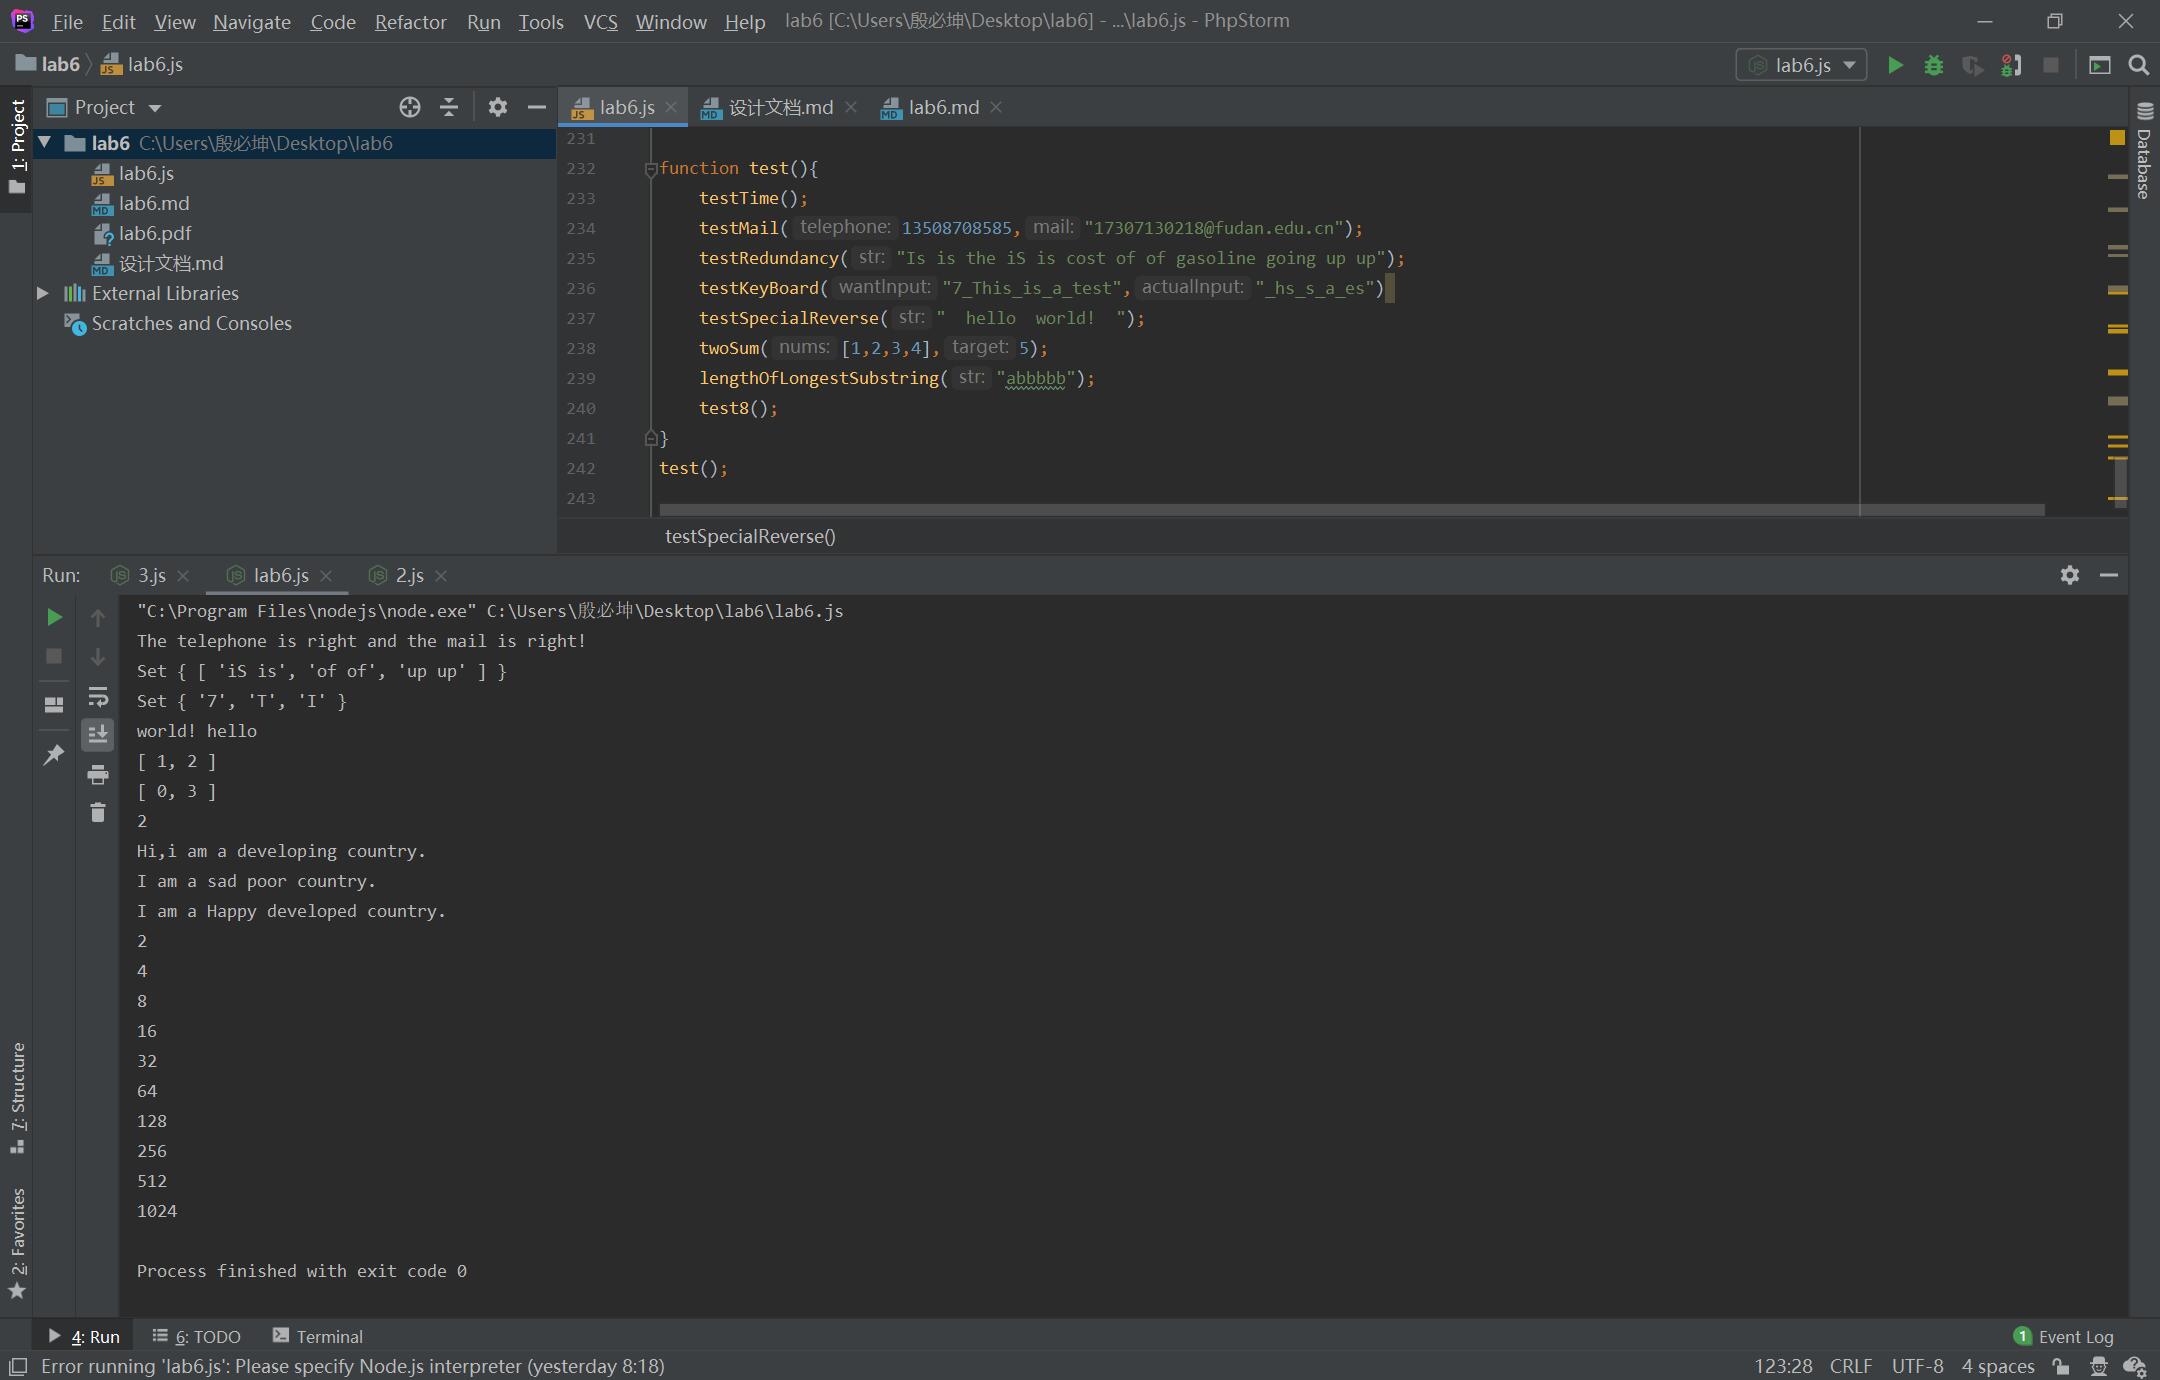 File Edit View Navigate Code Refactor Run Tools VCS Window Help lab6 [C:\Users\殷必坤\Desktop\lab6] - ...\lab6.js - PhpStorm
lab6 lab6.js
lab6.js
1: Project
Project
lab6 C:\Users\殷必坤\Desktop\lab6
lab6.js
lab6.md
lab6.pdf
设计文档.md
External Libraries
Scratches and Consoles
lab6.js 设计文档.md lab6.md
231
232 function test(){
233 testTime();
234 testMail( telephone: 13508708585, mail: "17307130218@fudan.edu.cn");
235 testRedundancy( str: "Is is the iS is cost of of gasoline going up up");
236 testKeyBoard( wantInput: "7_This_is_a_test", actualInput: "_hs_s_a_es")
237 testSpecialReverse( str: "  hello  world!  ");
238 twoSum( nums: [1,2,3,4], target: 5);
239 lengthOfLongestSubstring( str: "abbbbb");
240 test8();
241 }
242 test();
243
testSpecialReverse()
Database
Run: 3.js lab6.js 2.js
"C:\Program Files\nodejs\node.exe" C:\Users\殷必坤\Desktop\lab6\lab6.js
The telephone is right and the mail is right!
Set { [ 'iS is', 'of of', 'up up' ] }
Set { '7', 'T', 'I' }
world! hello
[ 1, 2 ]
[ 0, 3 ]
2
Hi,i am a developing country.
I am a sad poor country.
I am a Happy developed country.
2
4
8
16
32
64
128
256
512
1024
Process finished with exit code 0
7: Structure
2: Favorites
4: Run 6: TODO Terminal
1 Event Log
Error running 'lab6.js': Please specify Node.js interpreter (yesterday 8:18)
123:28 CRLF UTF-8 4 spaces